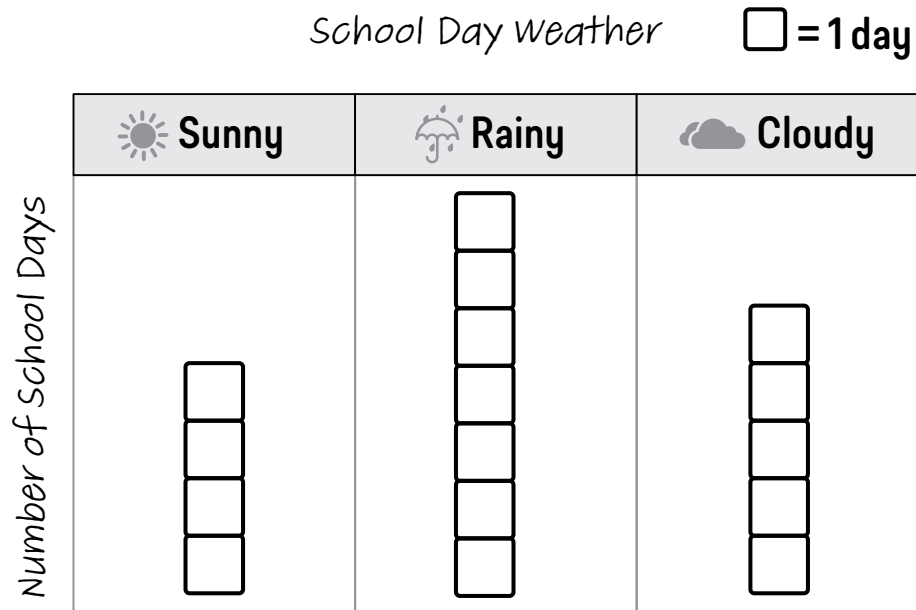 School Day Weather
= 1 day
Sunny
Rainy
Cloudy
Number of School Days